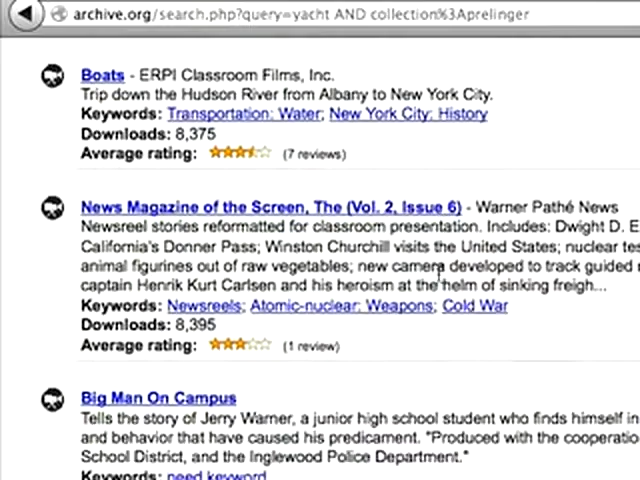 archive.org/search.php?query=yacht AND collection%3Aprelinger
Boats - ERPI Classroom Films, Inc.
Trip down the Hudson River from Albany to New York City.
Keywords: Transportation: Water; New York City: History
Downloads: 8,375
Average rating: (7 reviews)
News Magazine of the Screen, The (Vol. 2, Issue 6) - Warner Pathé News
Newsreel stories reformatted for classroom presentation. Includes: Dwight D. E
California's Donner Pass; Winston Churchill visits the United States; nuclear tes
animal figurines out of raw vegetables; new camera developed to track guided
captain Henrik Kurt Carlsen and his heroism at the helm of sinking freigh...
Keywords: Newsreels; Atomic-nuclear: Weapons; Cold War
Downloads: 8,395
Average rating: (1 review)
Big Man On Campus
Tells the story of Jerry Warner, a junior high school student who finds himself in
and behavior that have caused his predicament. "Produced with the cooperatio
School District, and the Inglewood Police Department."
Keywords: need keyword